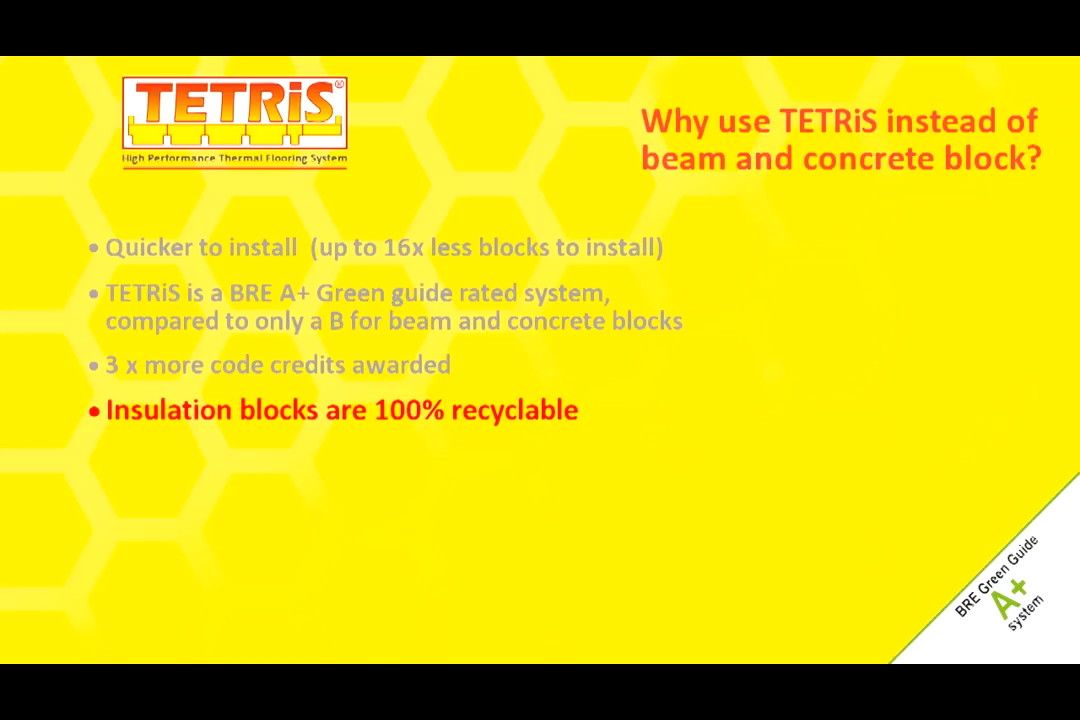 TETRiS®
High Performance Thermal Flooring System
Why use TETRiS instead of
beam and concrete block?
• Quicker to install (up to 16x less blocks to install)
• TETRiS is a BRE A+ Green guide rated system,
compared to only a B for beam and concrete blocks
• 3 x more code credits awarded
• Insulation blocks are 100% recyclable
BRE Green Guide
A+
system